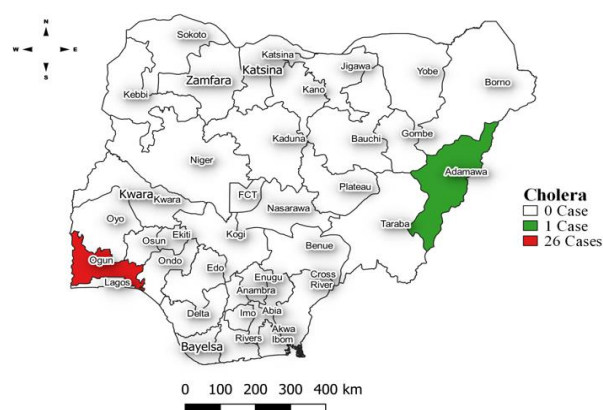 N
W E
S
Sokoto
Katsina
Zamfara
Katsina
Jigawa
Yobe
Borno
Kebbi
Kano
Gombe
Kaduna
Bauchi
Niger
Adamawa
Plateau
Kwara
Kwara
FCT
Nasarawa
Oyo
Taraba
Osun
Ekiti
Kogi
Benue
Ogun
Ondo
Edo
Cross
River
Enugu
Anambra
Lagos
Delta
Imo
Abia
Akwa
Ibom
Bayelsa
Rivers
Cholera
0 Case
1 Case
26 Cases
0 100 200 300 400 km